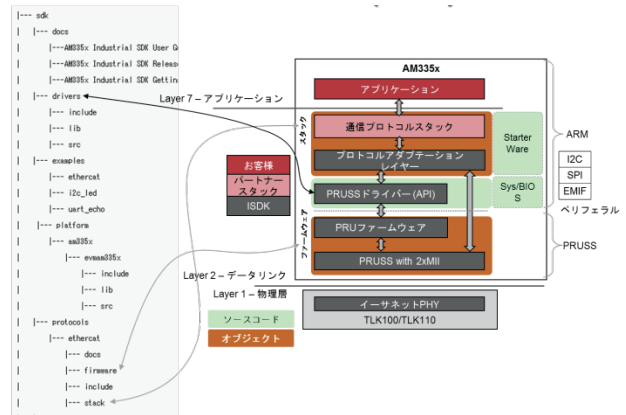 |--- sdk
|--- docs
|---AM335x Industrial SDK User G
|---AM335x Industrial SDK Releas
|---AM335x Industrial SDK Gettin
|--- drivers
|--- include
|--- lib
|--- src
|--- examples
|--- ethercat
|--- i2c_led
|--- uart_echo
|--- platform
|--- am335x
|--- evmam335x
|--- include
|--- lib
|--- src
|--- protocols
|--- ethercat
|--- docs
|--- firmware
|--- include
|--- stack
AM335x
アプリケーション
Layer 7 – アプリケーション
スタック
通信プロトコルスタック
プロトコルアダプテーション
レイヤー
Starter
Ware
ARM
お客様
パートナー
スタック
ISDK
PRUSSドライバー(API)
Sys/BIO
S
I2C
SPI
EMIF
ペリフェラル
ファームウェア
PRUファームウェア
PRUSS with 2xMII
PRUSS
Layer 2 – データリンク
Layer 1 – 物理層
イーサネットPHY
TLK100/TLK110
ソースコード
オブジェクト